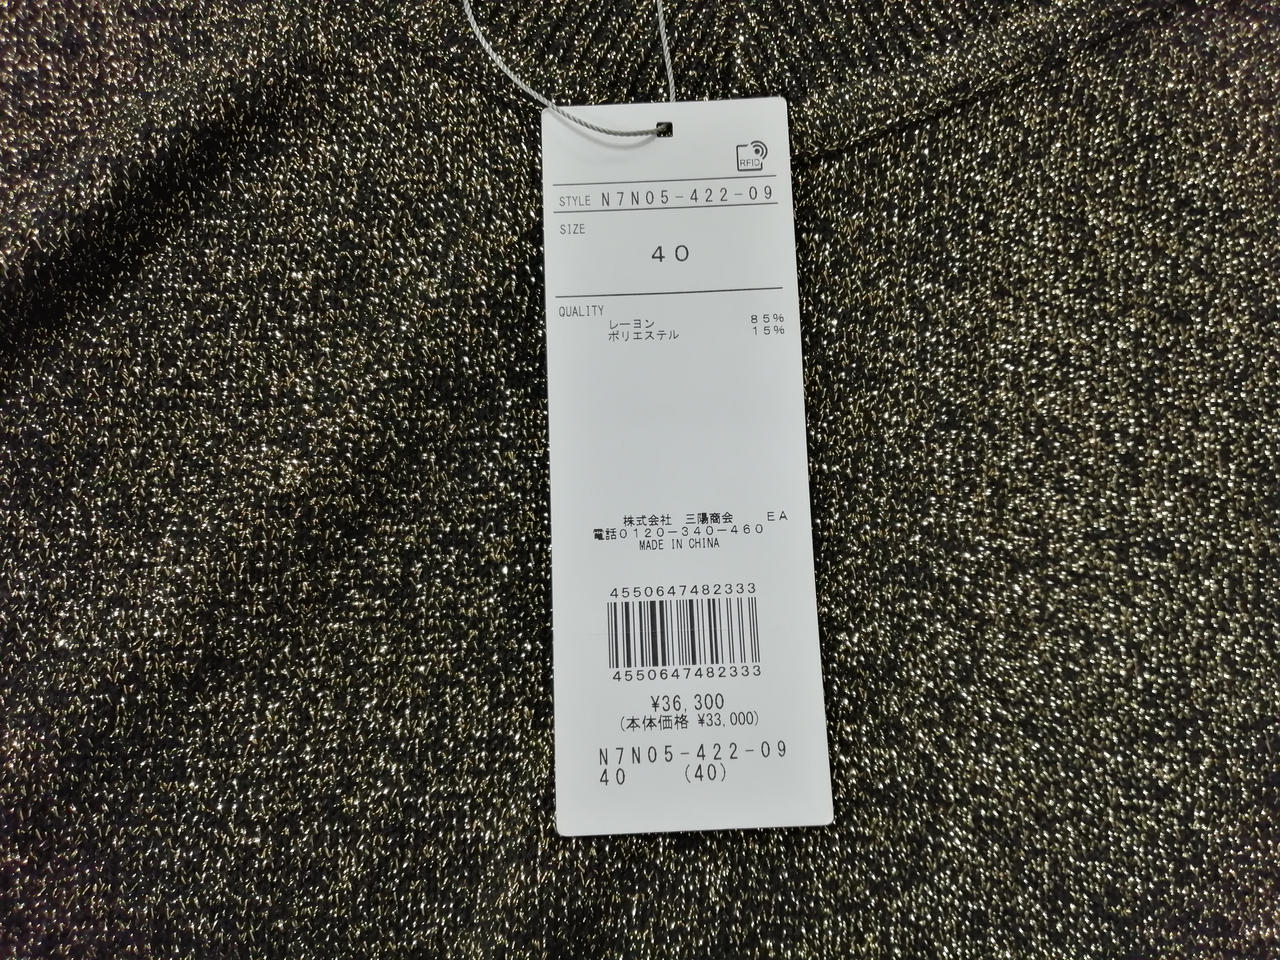 RFID
STYLE N7N05-422-09
SIZE
40
QUALITY
レーヨン 85%
ポリエステル 15%
株式会社 三陽商会 EA
電話0120-340-460
MADE IN CHINA
4550647482333
4550647482333
¥36,300
(本体価格 ¥33,000)
N7N05-422-09
40 (40)